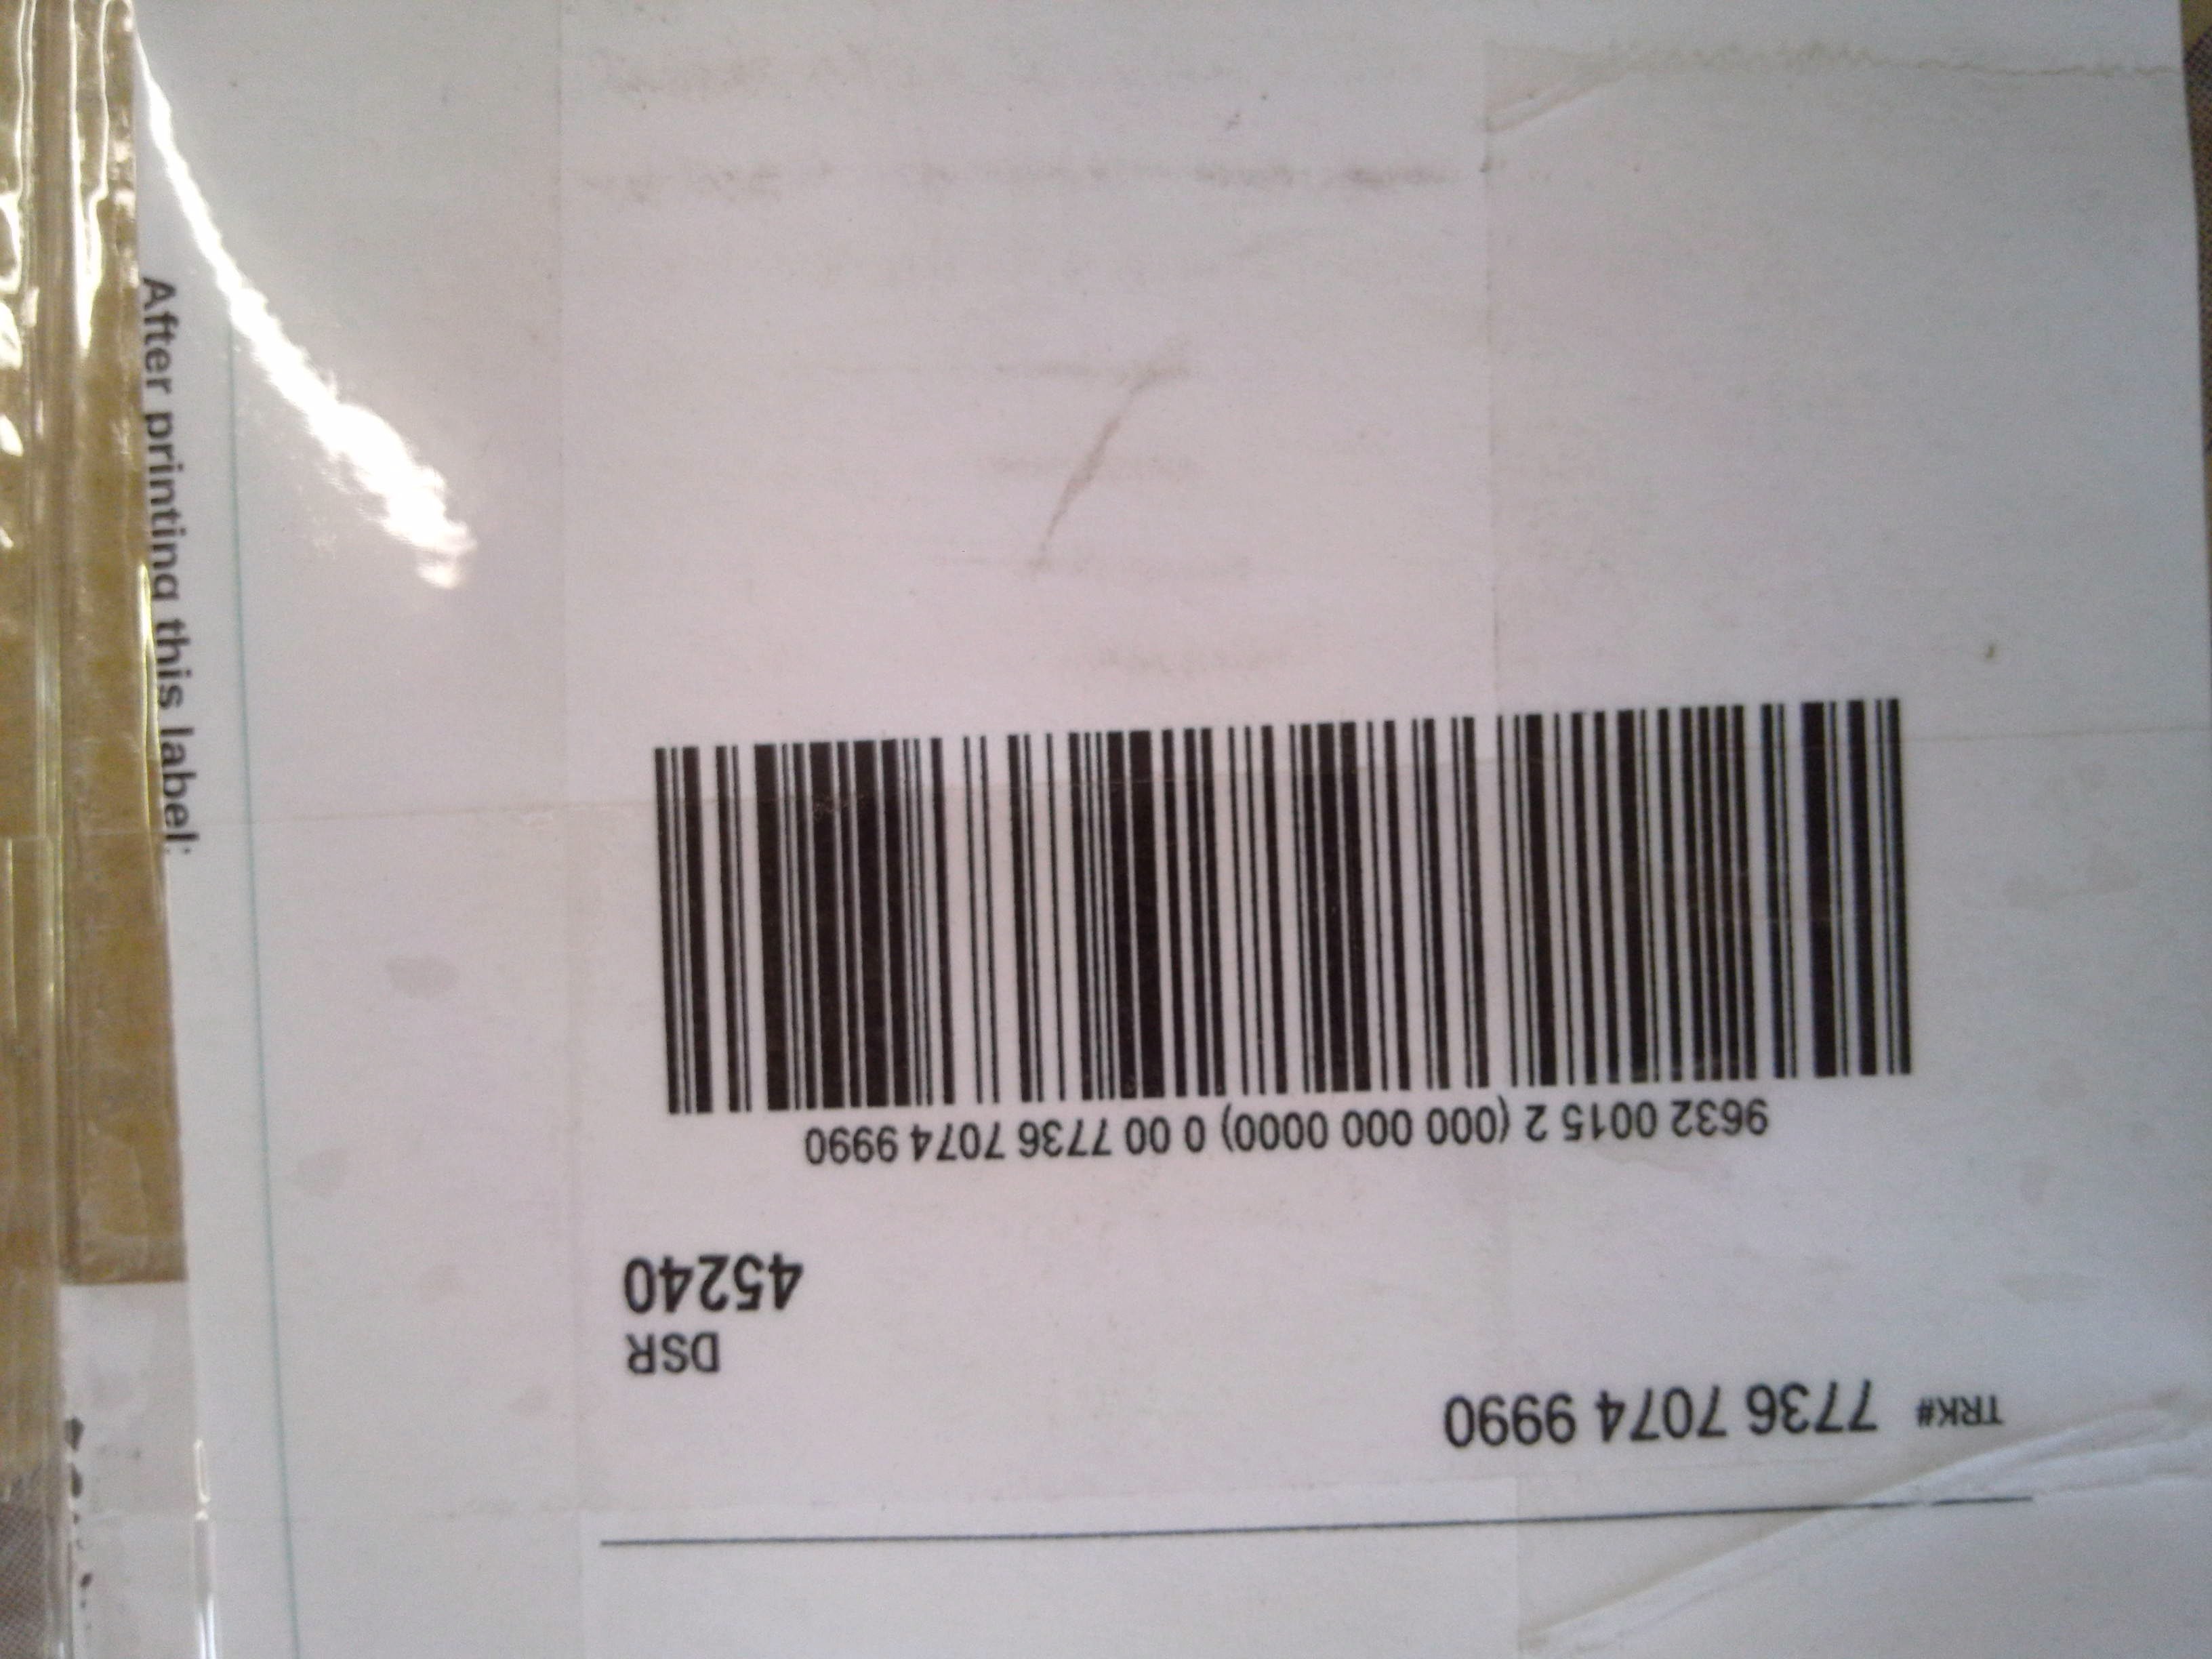 TRK# 7736 7074 9990
DSR
45240
9632 0015 2 (000 000 0000) 0 00 7736 7074 9990
After printing this label: